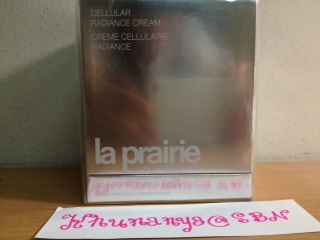 CELLULAR
RADIANCE CREAM
CRÈME CELLULAIRE
RADIANCE
la prairie
Khunanya@SBN